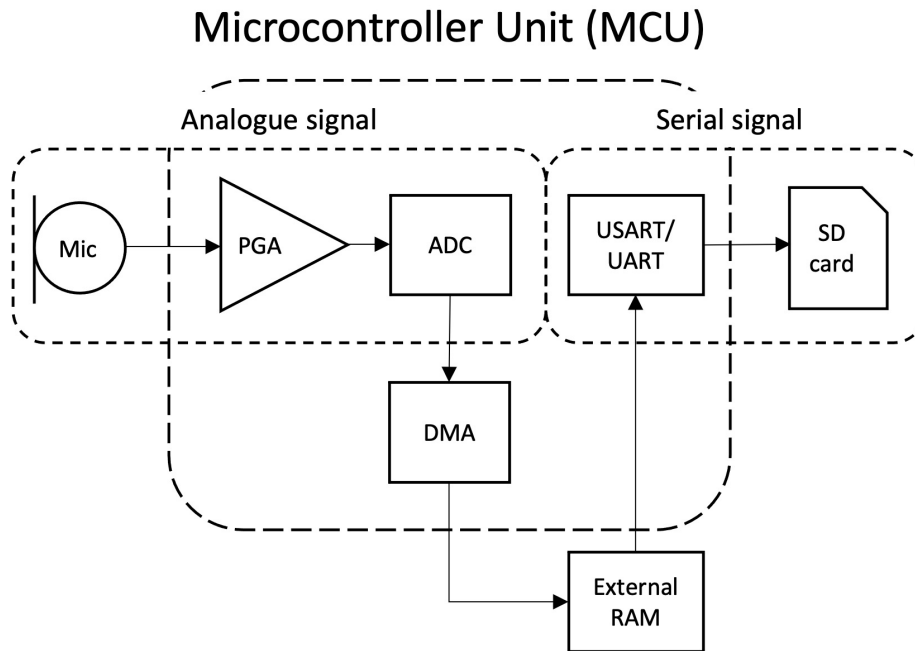 Microcontroller Unit (MCU)
Analogue signal
Serial signal
Mic
PGA
ADC
USART/
UART
SD
card
DMA
External
RAM